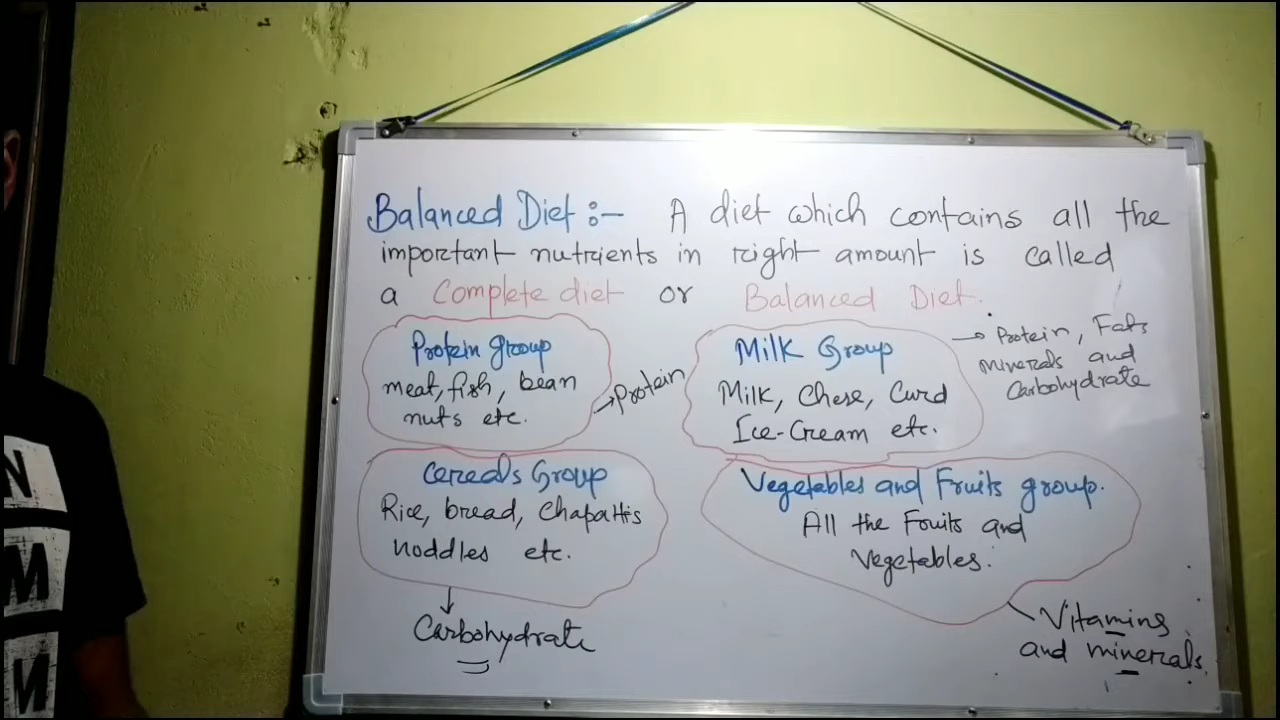 Balanced Diet :- A diet which contains all the
important nutrients in right amount is called
a Complete diet or Balanced Diet.
Protein group
meat, fish, bean
nuts etc.
→ Protein
Milk Group
Milk, Chese, Curd
Ice-Cream etc.
→ Protein, Fats
Minerals and
Carbohydrate
Cereals Group
Rice, bread, Chapattis
Noddles etc.
Carbohydrate
Vegetables and Fruits group.
All the Fruits and
Vegetables.
Vitamins
and minerals.
N
M
M
N